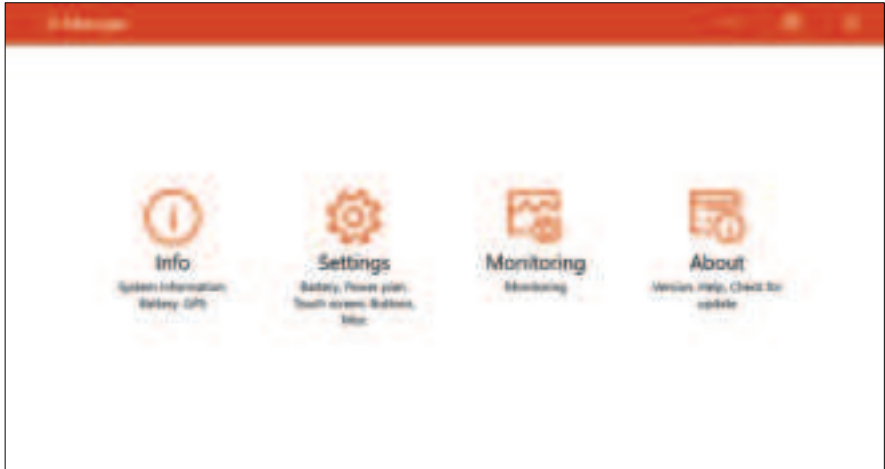 Info
Settings
Monitoring
About
System Information,
Battery, GPS
Battery, Power plan,
Touch screen, Buttons,
Misc
Monitoring
Version, Help, Check for
update